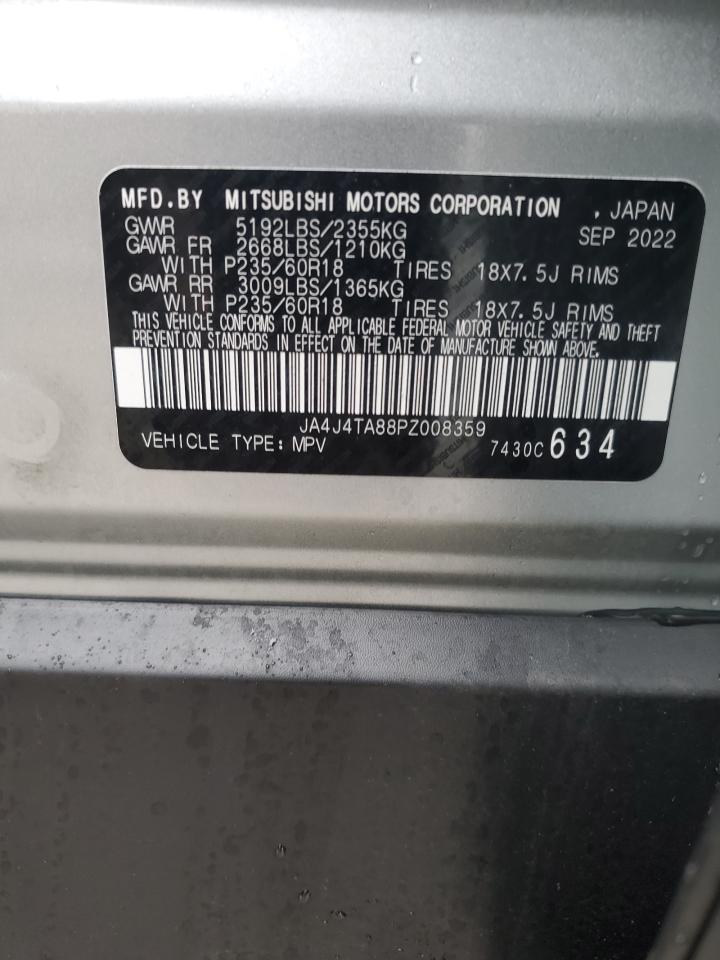 MFD.BY MITSUBISHI MOTORS CORPORATION , JAPAN
GVWR 5192LBS/2355KG SEP 2022
GAWR FR 2668LBS/1210KG
WITH P235/60R18 TIRES 18X7.5J RIMS
GAWR RR 3009LBS/1365KG
WITH P235/60R18 TIRES 18X7.5J RIMS
THIS VEHICLE CONFORMS TO ALL APPLICABLE FEDERAL MOTOR VEHICLE SAFETY AND THEFT
PREVENTION STANDARDS IN EFFECT ON THE DATE OF MANUFACTURE SHOWN ABOVE.
JA4J4TA88PZ008359
VEHICLE TYPE: MPV 7430C 634